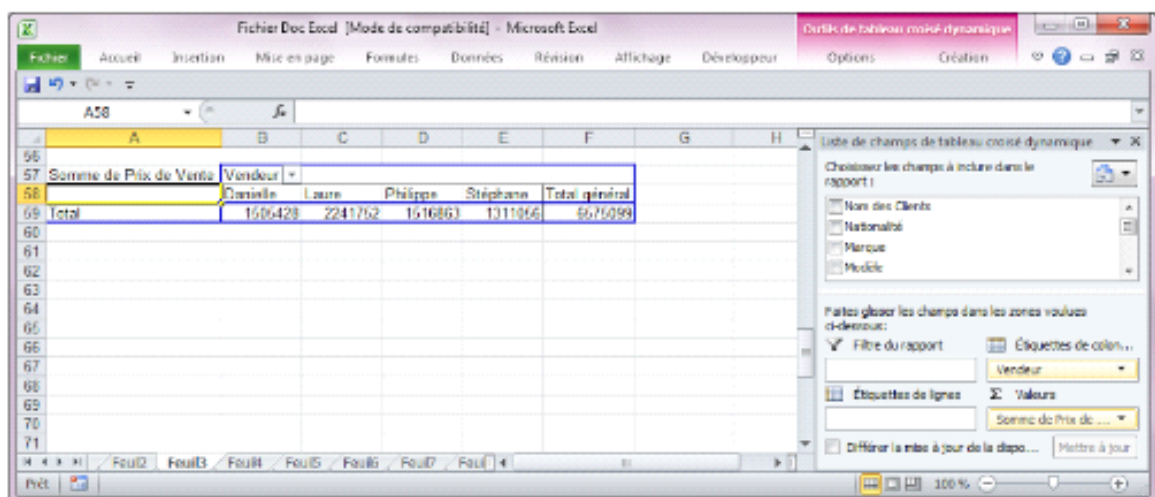 Fichier Doc Excel [Mode de compatibilité] - Microsoft Excel
Outils de tableau croisé dynamique
Fichier Accueil Insertion Mise en page Formules Données Révision Affichage Développeur Options Création
A58 fx
A B C D E F G H
56
57 Somme de Prix de Vente Vendeur
58 Danielle Laure Philippe Stéphane Total général
59 Total 1505428 2241752 1516863 1311056 6575099
60
61
62
63
64
65
66
67
68
69
70
71
Feuil2 Feuil3 Feuil4 Feuil5 Feuil6 Feuil7 Feuil
Prêt 100 %
Liste de champs de tableau croisé dynamique
Choisissez les champs à inclure dans le
rapport :
Nom des Clients
Nationalité
Marque
Modèle
Faites glisser les champs dans les zones voulues
ci-dessous:
Filtre du rapport Étiquettes de colon...
Vendeur
Étiquettes de lignes Σ Valeurs
Somme de Prix de ...
Différer la mise à jour de la dispo... Mettre à jour